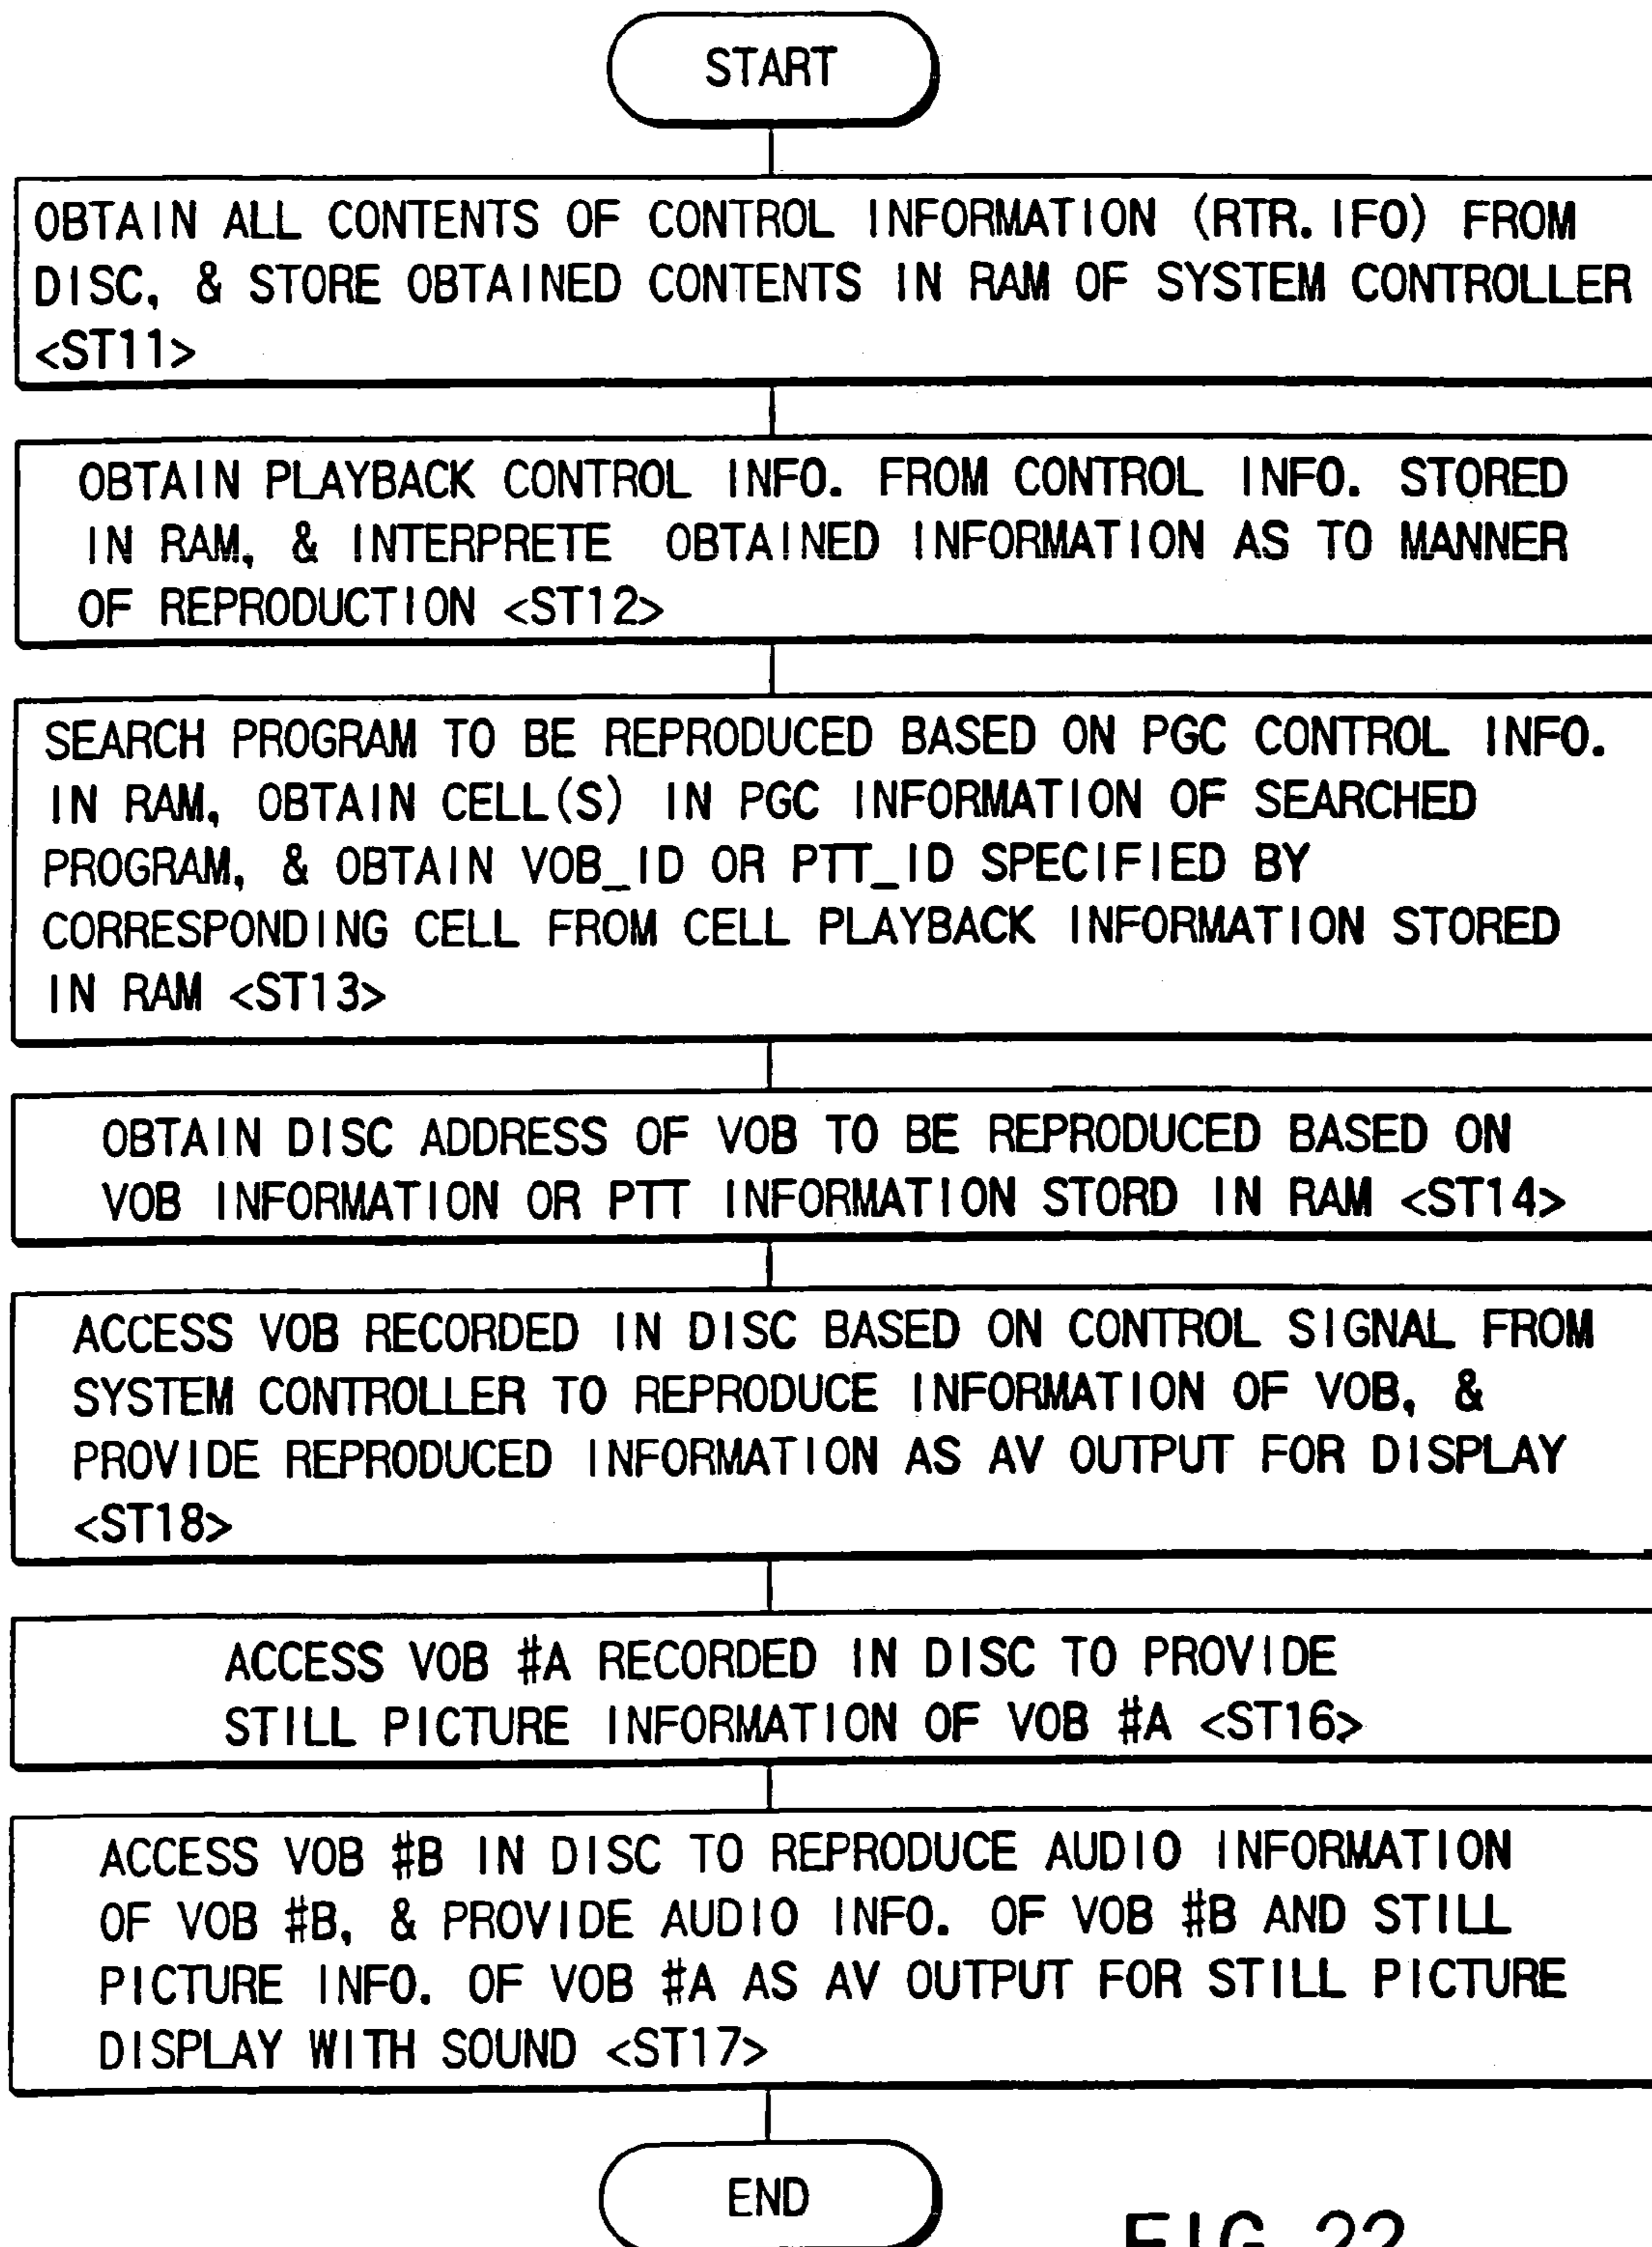 START
OBTAIN ALL CONTENTS OF CONTROL INFORMATION (RTR.IFO) FROM
DISC, & STORE OBTAINED CONTENTS IN RAM OF SYSTEM CONTROLLER
<ST11>
OBTAIN PLAYBACK CONTROL INFO. FROM CONTROL INFO. STORED
IN RAM, & INTERPRETE OBTAINED INFORMATION AS TO MANNER
OF REPRODUCTION <ST12>
SEARCH PROGRAM TO BE REPRODUCED BASED ON PGC CONTROL INFO.
IN RAM, OBTAIN CELL(S) IN PGC INFORMATION OF SEARCHED
PROGRAM, & OBTAIN VOB_ID OR PTT_ID SPECIFIED BY
CORRESPONDING CELL FROM CELL PLAYBACK INFORMATION STORED
IN RAM <ST13>
OBTAIN DISC ADDRESS OF VOB TO BE REPRODUCED BASED ON
VOB INFORMATION OR PTT INFORMATION STORD IN RAM <ST14>
ACCESS VOB RECORDED IN DISC BASED ON CONTROL SIGNAL FROM
SYSTEM CONTROLLER TO REPRODUCE INFORMATION OF VOB, &
PROVIDE REPRODUCED INFORMATION AS AV OUTPUT FOR DISPLAY
<ST18>
ACCESS VOB #A RECORDED IN DISC TO PROVIDE
STILL PICTURE INFORMATION OF VOB #A <ST16>
ACCESS VOB #B IN DISC TO REPRODUCE AUDIO INFORMATION
OF VOB #B, & PROVIDE AUDIO INFO. OF VOB #B AND STILL
PICTURE INFO. OF VOB #A AS AV OUTPUT FOR STILL PICTURE
DISPLAY WITH SOUND <ST17>
END
FIG. 22